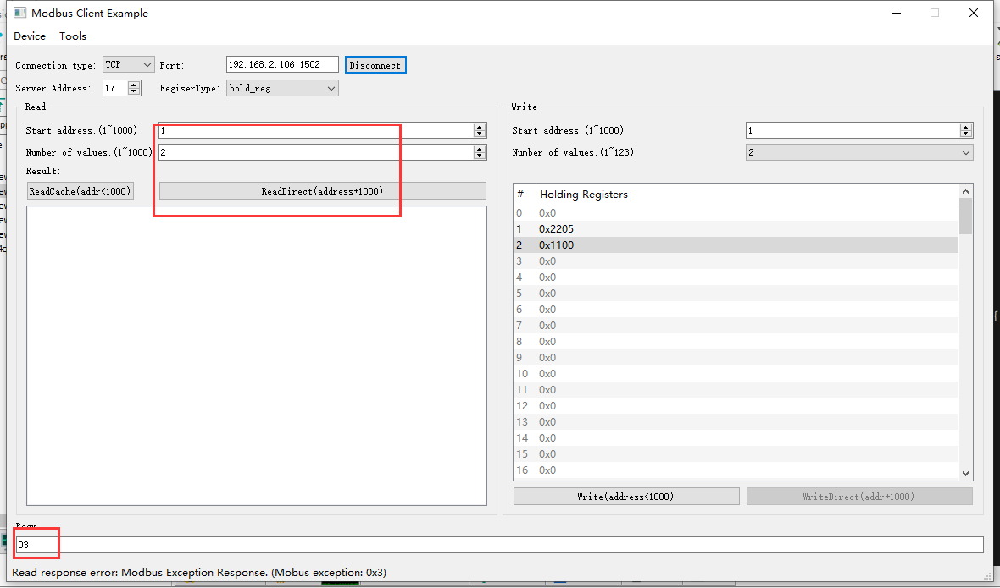 Modbus Client Example
Device Tools
Connection type: TCP Port: 192.168.2.106:1502 Disconnect
Server Address: 17 RegiserType: hold_reg
Read
Start address:(1~1000) 1
Number of values:(1~1000) 2
Result:
ReadCache(addr<1000) ReadDirect(address+1000)
Write
Start address:(1~1000) 1
Number of values:(1~123) 2
# Holding Registers
0 0x0
1 0x2205
2 0x1100
3 0x0
4 0x0
5 0x0
6 0x0
7 0x0
8 0x0
9 0x0
10 0x0
11 0x0
12 0x0
13 0x0
14 0x0
15 0x0
16 0x0
Write(address<1000) WriteDirect(addr+1000)
03
Read response error: Modbus Exception Response. (Mobus exception: 0x3)